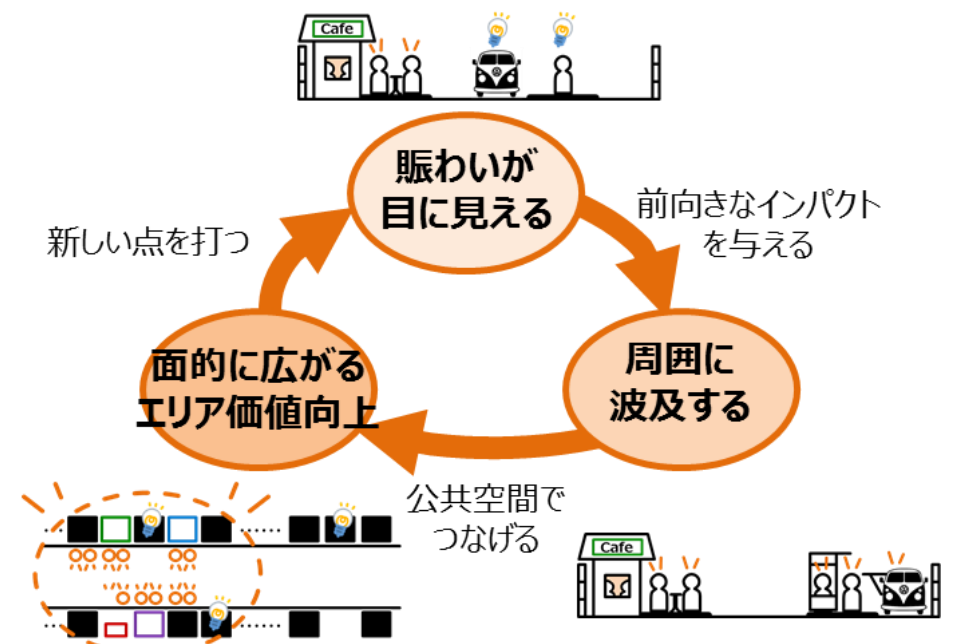 Cafe
賑わいが
目に見える
前向きなインパクト
を与える
新しい点を打つ
周囲に
波及する
面的に広がる
エリア価値向上
公共空間で
つなげる
Cafe